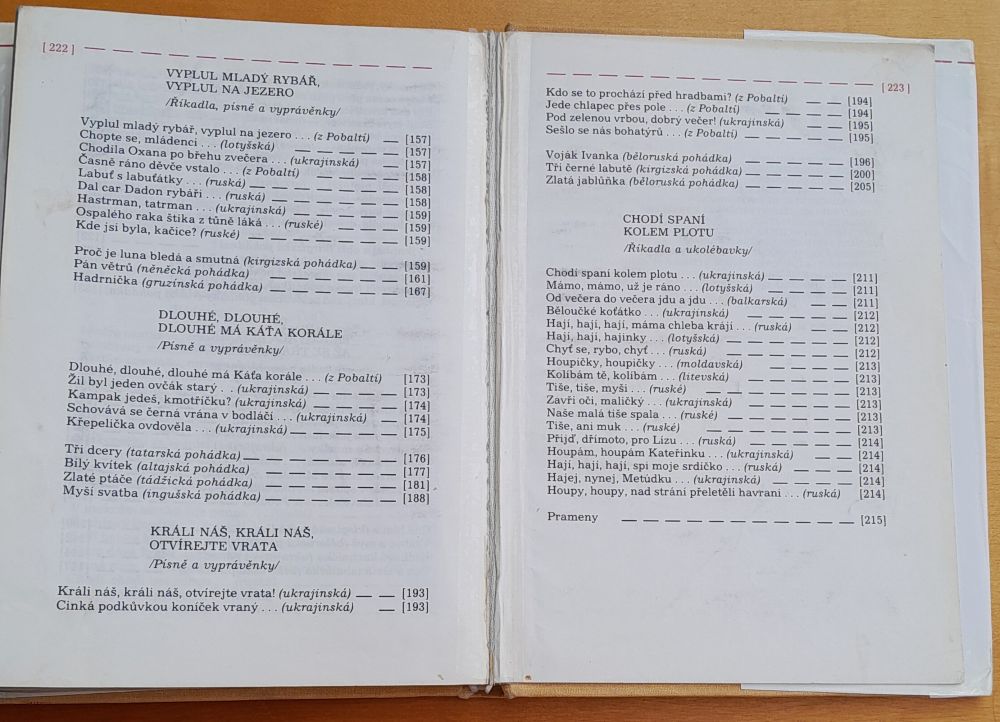 [ 222 ]
VYPLUL MLADÝ RYBÁŘ,
VYPLUL NA JEZERO
/Říkadla, písně a vyprávěnky/
Vyplul mladý rybář, vyplul na jezero . . . (z Pobaltí) [157]
Chopte se, mládenci . . . (lotyšská) [157]
Chodila Oxana po břehu zvečera . . . (ukrajinská) [157]
Časně ráno děvče vstalo . . . (z Pobaltí) [158]
Labuť s labuťátky . . . (ruská) [158]
Dal car Dadon rybáři . . . (ruská) [158]
Hastrman, tatrman . . . (ukrajinská) [159]
Ospalého raka štika z tůně láká . . . (ruské) [159]
Kde jsi byla, kačice? (ruské) [159]
Proč je luna bledá a smutná (kirgizská pohádka) [159]
Pán větrů (něněcká pohádka) [161]
Hadrnička (gruzínská pohádka) [167]
DLOUHÉ, DLOUHÉ,
DLOUHÉ MÁ KÁŤA KORÁLE
/Písně a vyprávěnky/
Dlouhé, dlouhé, dlouhé má Káťa korále . . . (z Pobaltí) [173]
Žil byl jeden ovčák starý . . (ukrajinská) [173]
Kampak jedeš, kmotříčku? (ukrajinská) [174]
Schovává se černá vrána v bodláčí . . . (ukrajinská) [174]
Křepelička ovdověla . . . (ukrajinská) [175]
Tři dcery (tatarská pohádka) [176]
Bílý kvítek (altajská pohádka) [177]
Zlaté ptáče (tádžická pohádka) [181]
Myší svatba (ingušská pohádka) [188]
KRÁLI NÁŠ, KRÁLI NÁŠ,
OTVÍREJTE VRATA
/Písně a vyprávěnky/
Králi náš, králi náš, otvírejte vrata! (ukrajinská) [193]
Cinká podkůvkou koníček vraný . . . (ukrajinská) [193]
[ 223 ]
Kdo se to prochází před hradbami? (z Pobaltí) [194]
Jede chlapec přes pole . . . (z Pobaltí) [194]
Pod zelenou vrbou, dobrý večer! (ukrajinská) [195]
Sešlo se nás bohatýrů . . . (z Pobaltí) [195]
Voják Ivanka (běloruská pohádka) [196]
Tři černé labutě (kirgizská pohádka) [200]
Zlatá jablůňka (běloruská pohádka) [205]
CHODÍ SPANÍ
KOLEM PLOTU
/Říkadla a ukolébavky/
Chodí spaní kolem plotu . . . (ukrajinská) [211]
Mámo, mámo, už je ráno . . . (lotyšská) [211]
Od večera do večera jdu a jdu . . . (balkarská) [211]
Běloučké koťátko . . . (ukrajinská) [212]
Hají, hají, hají, máma chleba krájí . . . (ruská) [212]
Hají, hají, hajinky . . . (lotyšská) [212]
Chyť se, rybo, chyť . . . (ruská) [212]
Houpičky, houpičky . . . (moldavská) [213]
Kolíbám tě, kolíbám . . . (litevská) [213]
Tiše, tiše, myši . . . (ruské) [213]
Zavři oči, maličký . . . (ukrajinská) [213]
Naše malá tiše spala . . . (ruské) [213]
Tiše, ani muk . . . (ruské) [213]
Přijď, dřímoto, pro Lízu . . . (ruská) [214]
Houpám, houpám Kateřinku . . . (ukrajinská) [214]
Hají, hají, hají, spi moje srdíčko . . . (ruská) [214]
Hajej, nynej, Metúdku . . . (ukrajinská) [214]
Houpy, houpy, nad strání přeletěli havrani . . . (ruská) [214]
Prameny [215]